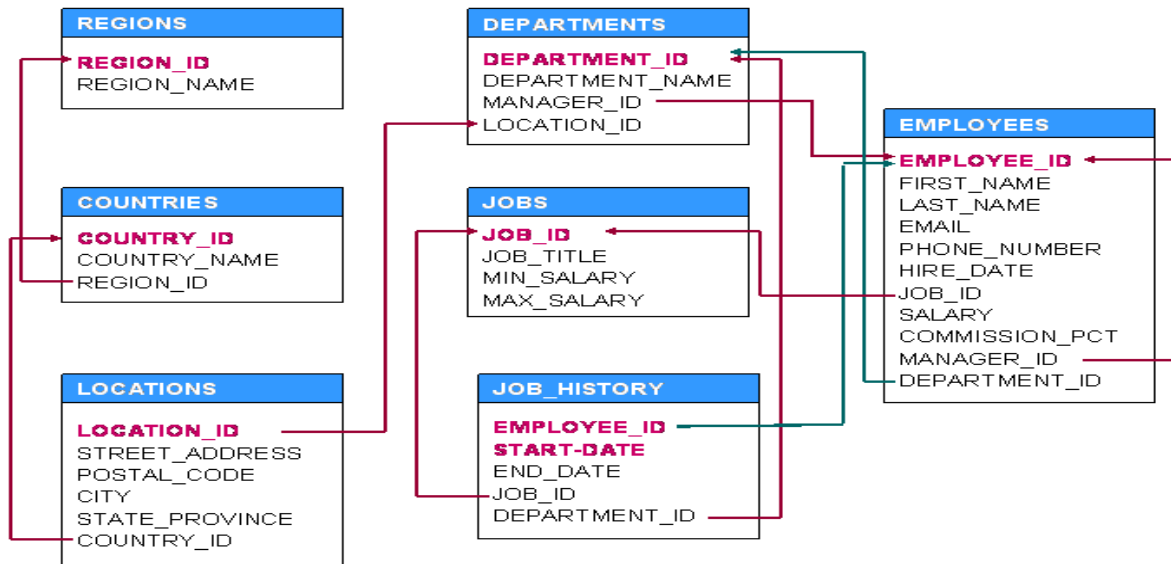 REGIONS
REGION_ID
REGION_NAME
COUNTRIES
COUNTRY_ID
COUNTRY_NAME
REGION_ID
LOCATIONS
LOCATION_ID
STREET_ADDRESS
POSTAL_CODE
CITY
STATE_PROVINCE
COUNTRY_ID
DEPARTMENTS
DEPARTMENT_ID
DEPARTMENT_NAME
MANAGER_ID
LOCATION_ID
JOBS
JOB_ID
JOB_TITLE
MIN_SALARY
MAX_SALARY
JOB_HISTORY
EMPLOYEE_ID
START-DATE
END_DATE
JOB_ID
DEPARTMENT_ID
EMPLOYEES
EMPLOYEE_ID
FIRST_NAME
LAST_NAME
EMAIL
PHONE_NUMBER
HIRE_DATE
JOB_ID
SALARY
COMMISSION_PCT
MANAGER_ID
DEPARTMENT_ID